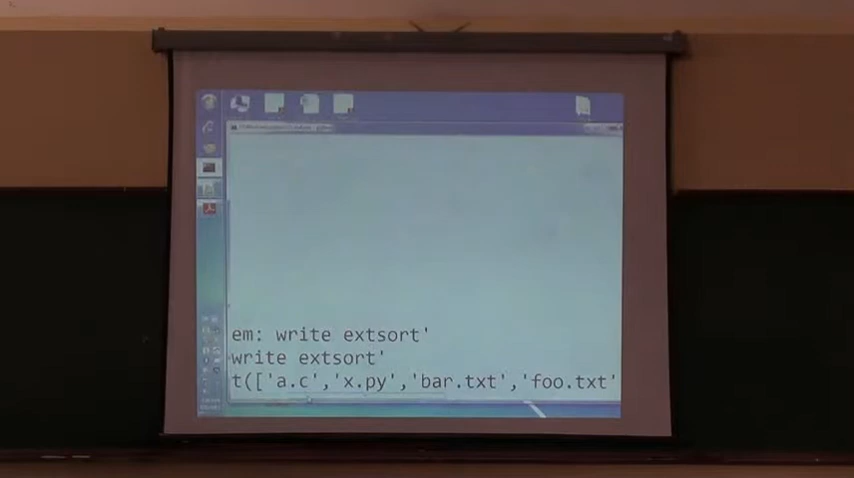 em: write extsort'
write extsort'
t(['a.c','x.py','bar.txt','foo.txt'